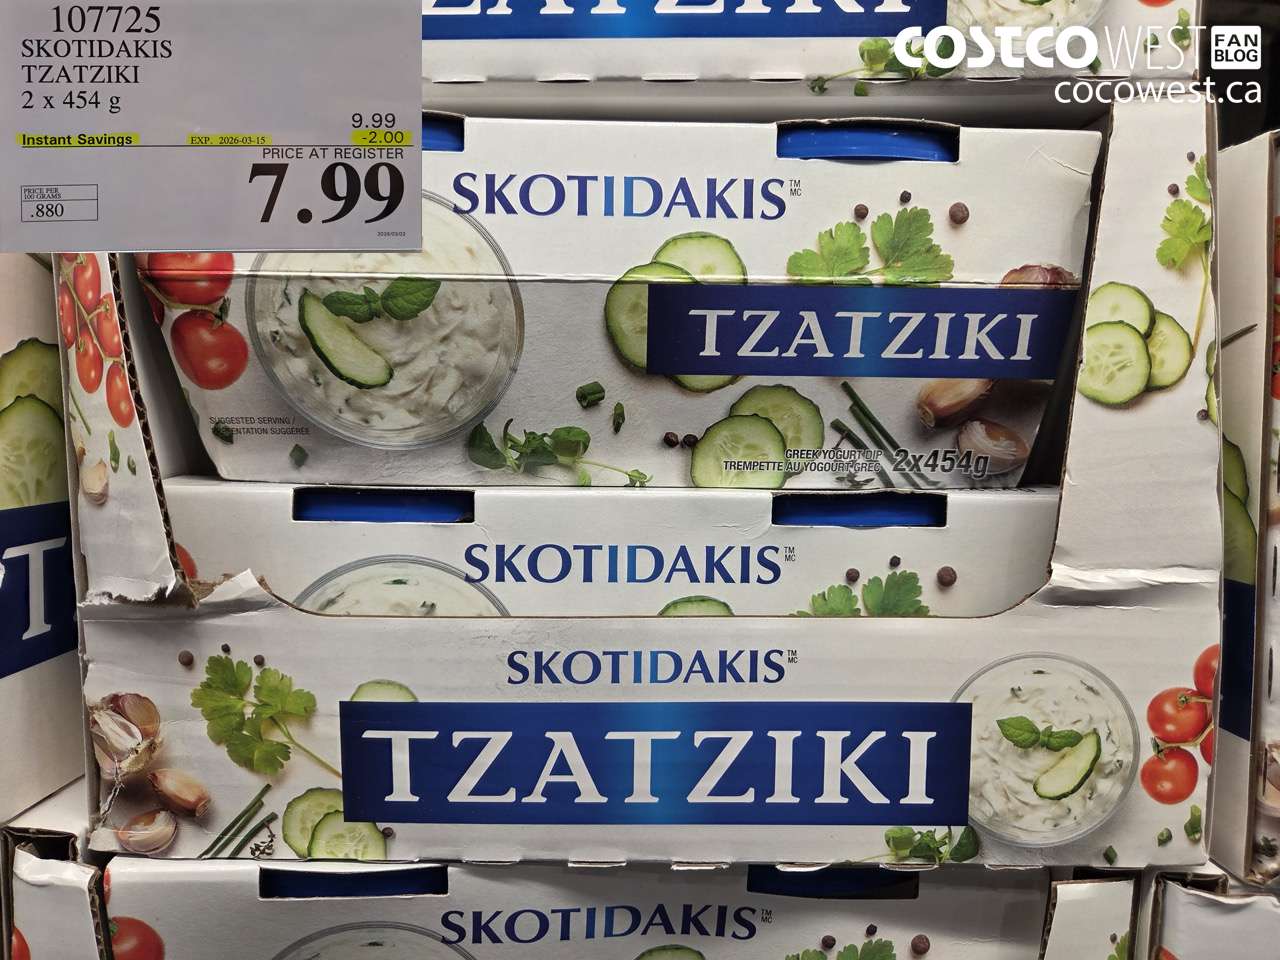 107725
SKOTIDAKIS
TZATZIKI
2 x 454 g
9.99
Instant Savings EXP. 2026-03-15 -2.00
PRICE AT REGISTER
7.99
PRICE PER
100 GRAMS
.880
TZATZIKI
COSTCO WEST FAN BLOG
cocowest.ca
SKOTIDAKIS TM MC
TZATZIKI
SUGGESTED SERVING /
PRÉSENTATION SUGGÉRÉE
GREEK YOGURT DIP
TREMPETTE AU YOGOURT GREC 2x454g
SKOTIDAKIS TM MC
SKOTIDAKIS TM MC
TZATZIKI
T
SKOTIDAKIS TM MC